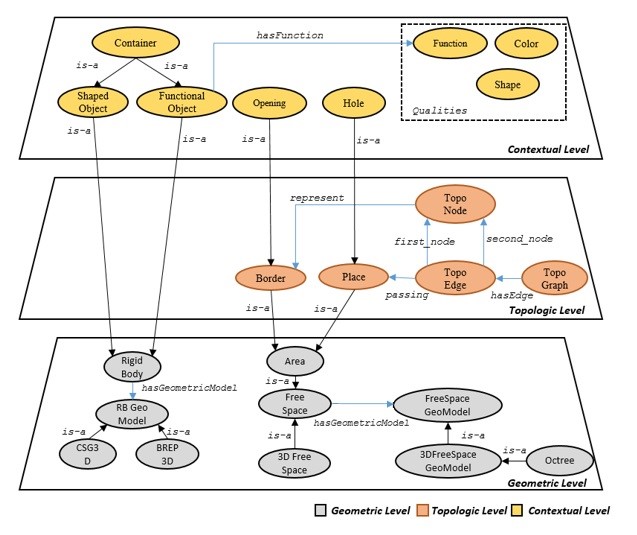 hasFunction
Container
Function
Color
is-a
is-a
Shape
Shaped
Object
Functional
Object
Opening
Hole
Qualities
is-a
is-a
is-a
is-a
Contextual Level
represent
Topo
Node
first_node
second_node
Border
Place
Topo
Edge
Topo
Graph
passing
hasEdge
is-a
is-a
Topologic Level
Rigid
Body
Area
is-a
hasGeometricModel
Free
Space
FreeSpace
GeoModel
RB Geo
Model
hasGeometricModel
is-a
is-a
is-a
is-a
is-a
CSG3
D
BREP
3D
3D Free
Space
3DFreeSpace
GeoModel
Octree
Geometric Level
Geometric Level
Topologic Level
Contextual Level